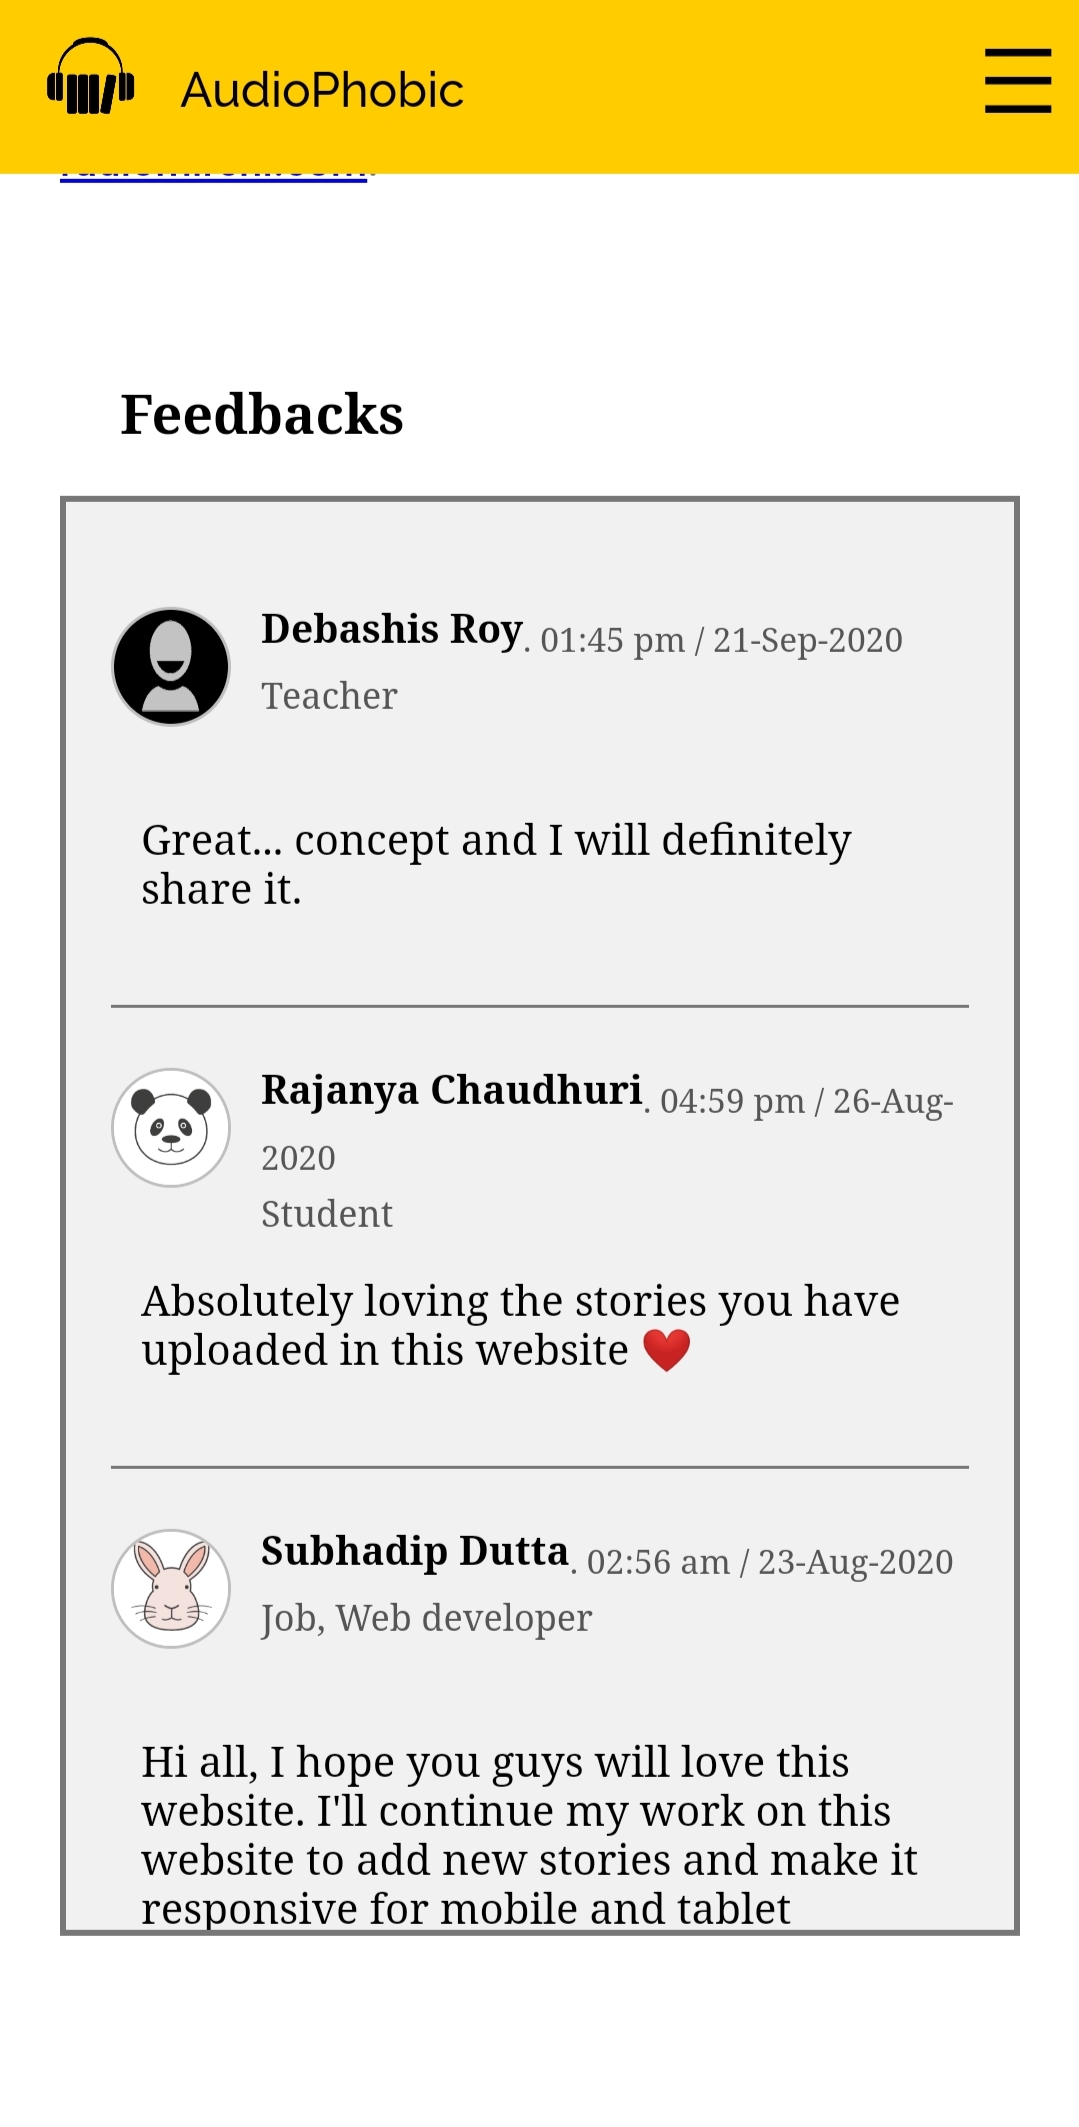 AudioPhobic
Feedbacks
Debashis Roy. 01:45 pm / 21-Sep-2020
Teacher
Great... concept and I will definitely
share it.
Rajanya Chaudhuri. 04:59 pm / 26-Aug-
2020
Student
Absolutely loving the stories you have
uploaded in this website ❤️
Subhadip Dutta. 02:56 am / 23-Aug-2020
Job, Web developer
Hi all, I hope you guys will love this
website. I'll continue my work on this
website to add new stories and make it
responsive for mobile and tablet